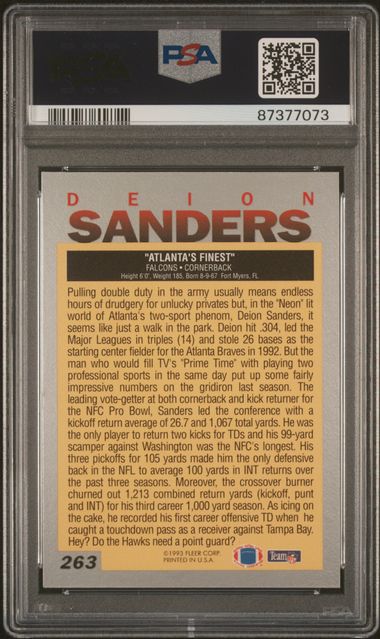 PSA
87377073
DEION
SANDERS
"ATLANTA'S FINEST"
FALCONS • CORNERBACK
Height 6'0", Weight 185, Born 8-9-67 Fort Myers, FL
Pulling double duty in the army usually means endless
hours of drudgery for unlucky privates but, in the "Neon" lit
world of Atlanta's two-sport phenom, Deion Sanders, it
seems like just a walk in the park. Deion hit .304, led the
Major Leagues in triples (14) and stole 26 bases as the
starting center fielder for the Atlanta Braves in 1992. But the
man who would fill TV's "Prime Time" with playing two
professional sports in the same day put up some fairly
impressive numbers on the gridiron last season. The
leading vote-getter at both cornerback and kick returner for
the NFC Pro Bowl, Sanders led the conference with a
kickoff return average of 26.7 and 1,067 total yards. He was
the only player to return two kicks for TDs and his 99-yard
scamper against Washington was the NFC's longest. His
three pickoffs for 105 yards made him the only defensive
back in the NFL to average 100 yards in INT returns over
the past three seasons. Moreover, the crossover burner
churned out 1,213 combined return yards (kickoff, punt
and INT) for his third career 1,000 yard season. As icing on
the cake, he recorded his first career offensive TD when he
caught a touchdown pass as a receiver against Tampa Bay.
Hey? Do the Hawks need a point guard?
263
©1993 FLEER CORP.
PRINTED IN U.S.A.
Team NFL